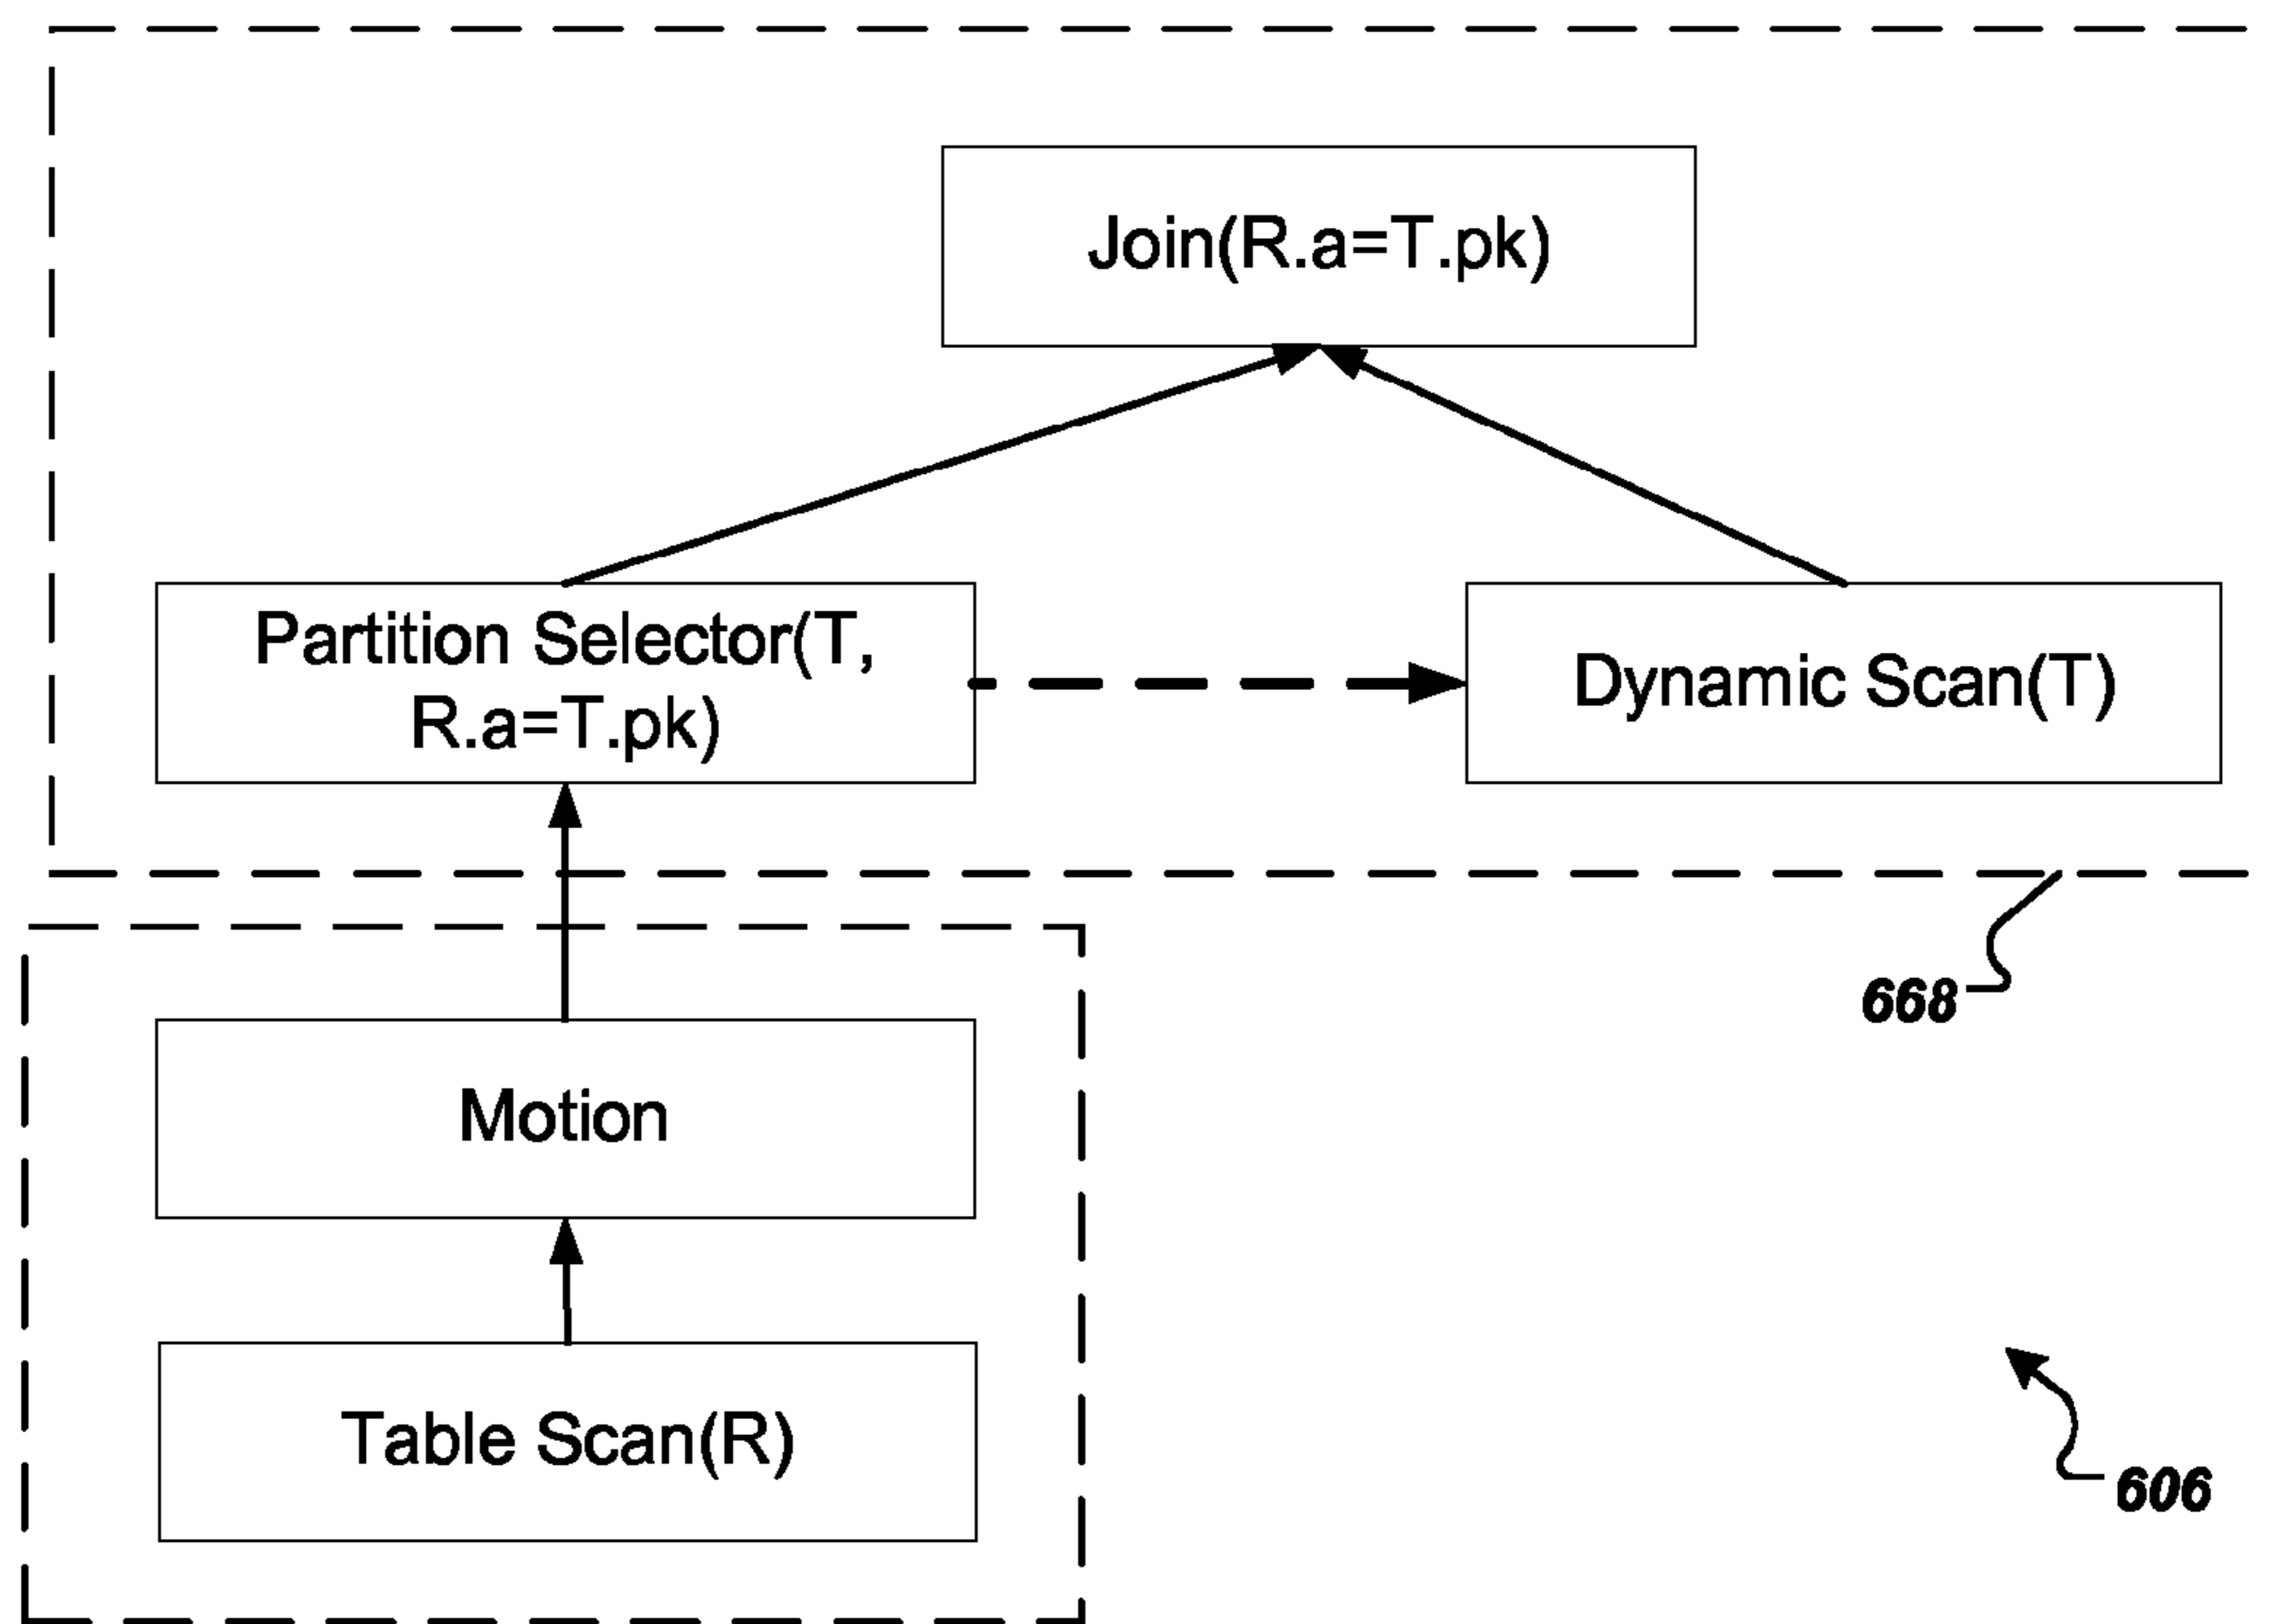 Join(R.a=T.pk)
Partition Selector(T,
R.a=T.pk)
Dynamic Scan(T)
668
Motion
Table Scan(R)
606